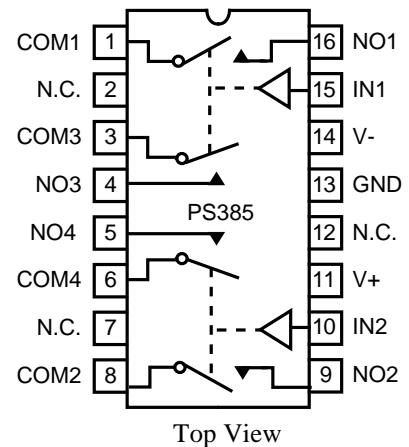 COM1 1 16 NO1
N.C. 2 15 IN1
COM3 3 14 V-
NO3 4 13 GND
PS385
NO4 5 12 N.C.
COM4 6 11 V+
N.C. 7 10 IN2
COM2 8 9 NO2
Top View